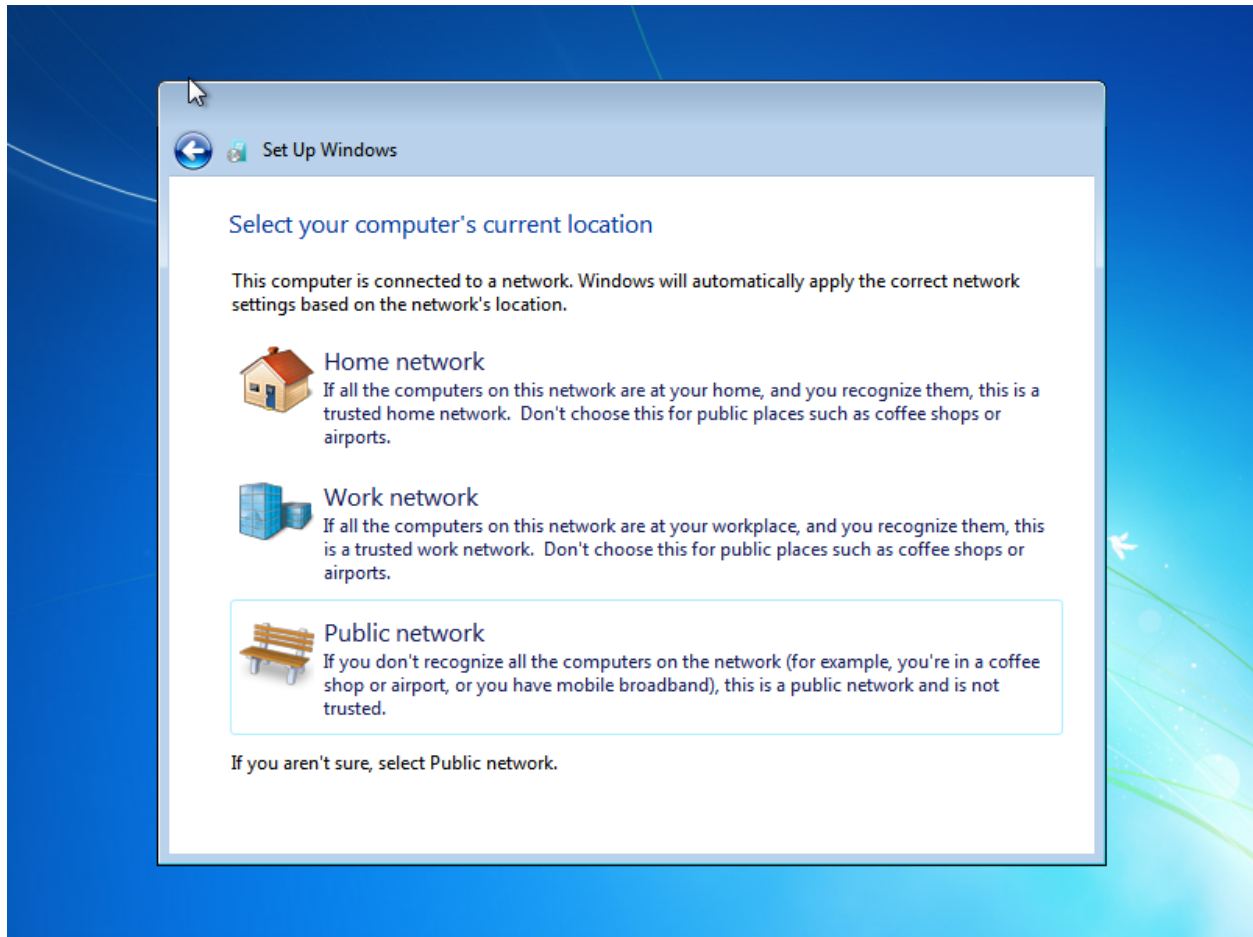 Set Up Windows
Select your computer's current location
This computer is connected to a network. Windows will automatically apply the correct network
settings based on the network's location.
Home network
If all the computers on this network are at your home, and you recognize them, this is a
trusted home network.  Don't choose this for public places such as coffee shops or
airports.
Work network
If all the computers on this network are at your workplace, and you recognize them, this
is a trusted work network.  Don't choose this for public places such as coffee shops or
airports.
Public network
If you don't recognize all the computers on the network (for example, you're in a coffee
shop or airport, or you have mobile broadband), this is a public network and is not
trusted.
If you aren't sure, select Public network.